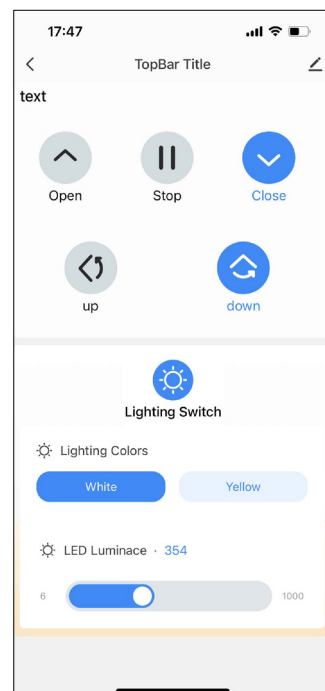 17:47
TopBar Title
text
Open Stop Close
up down
Lighting Switch
Lighting Colors
White Yellow
LED Luminace · 354
6 1000